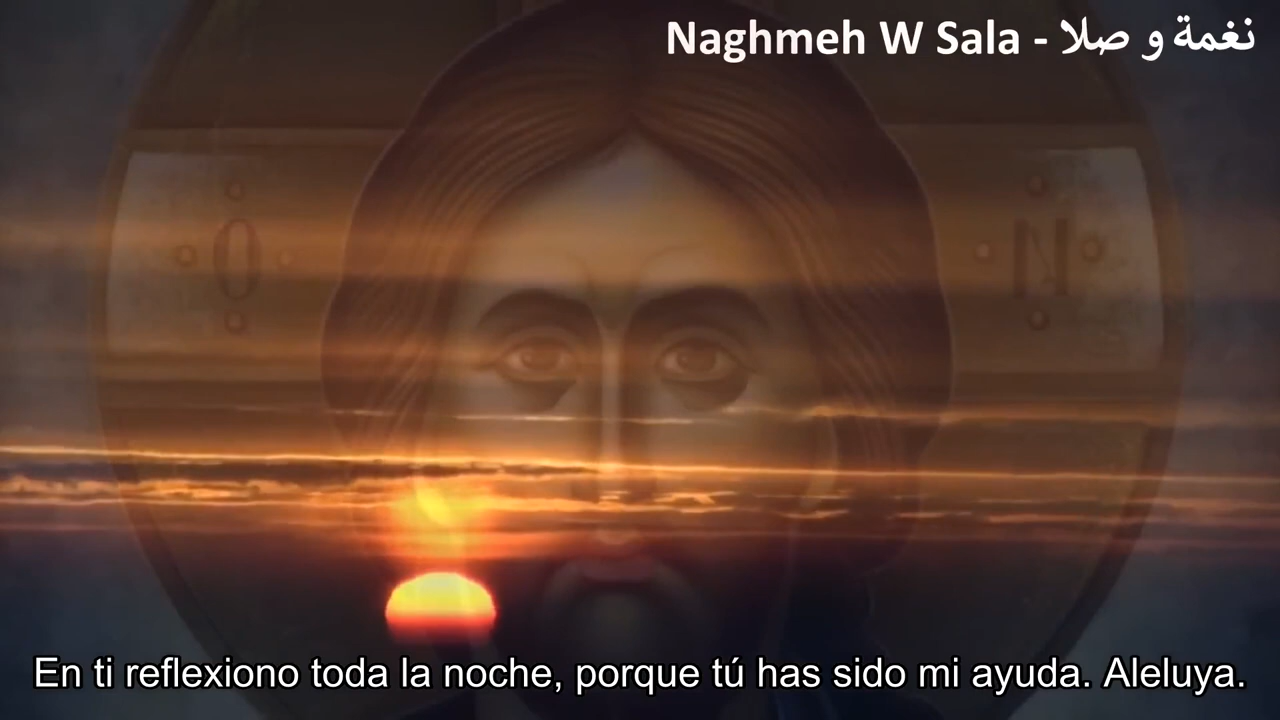 Naghmeh W Sala - نغمة و صلا
O N
En ti reflexiono toda la noche, porque tú has sido mi ayuda. Aleluya.